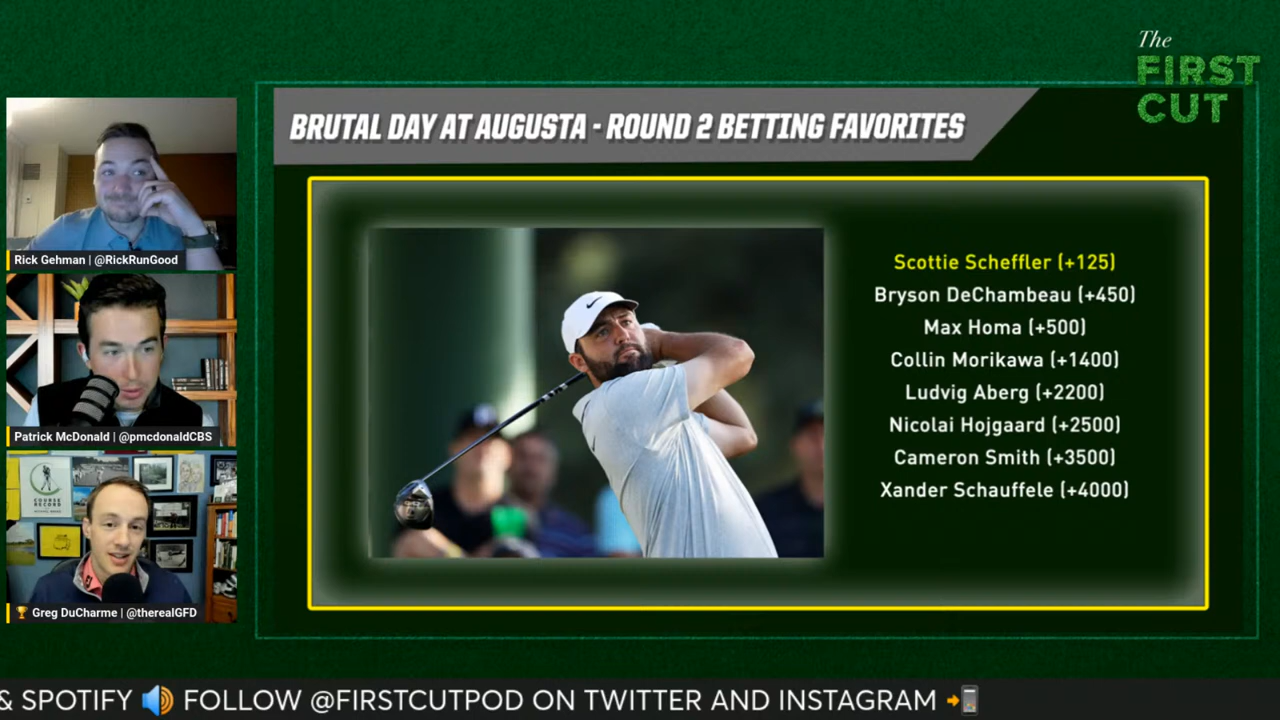 The
FIRST
CUT
BRUTAL DAY AT AUGUSTA - ROUND 2 BETTING FAVORITES
Scottie Scheffler (+125)
Bryson DeChambeau (+450)
Max Homa (+500)
Collin Morikawa (+1400)
Ludvig Aberg (+2200)
Nicolai Hojgaard (+2500)
Cameron Smith (+3500)
Xander Schauffele (+4000)
Rick Gehman | @RickRunGood
Patrick McDonald | @pmcdonaldCBS
COURSE
RECORD
Greg DuCharme | @therealGFD
& SPOTIFY 🔊 FOLLOW @FIRSTCUTPOD ON TWITTER AND INSTAGRAM 📲